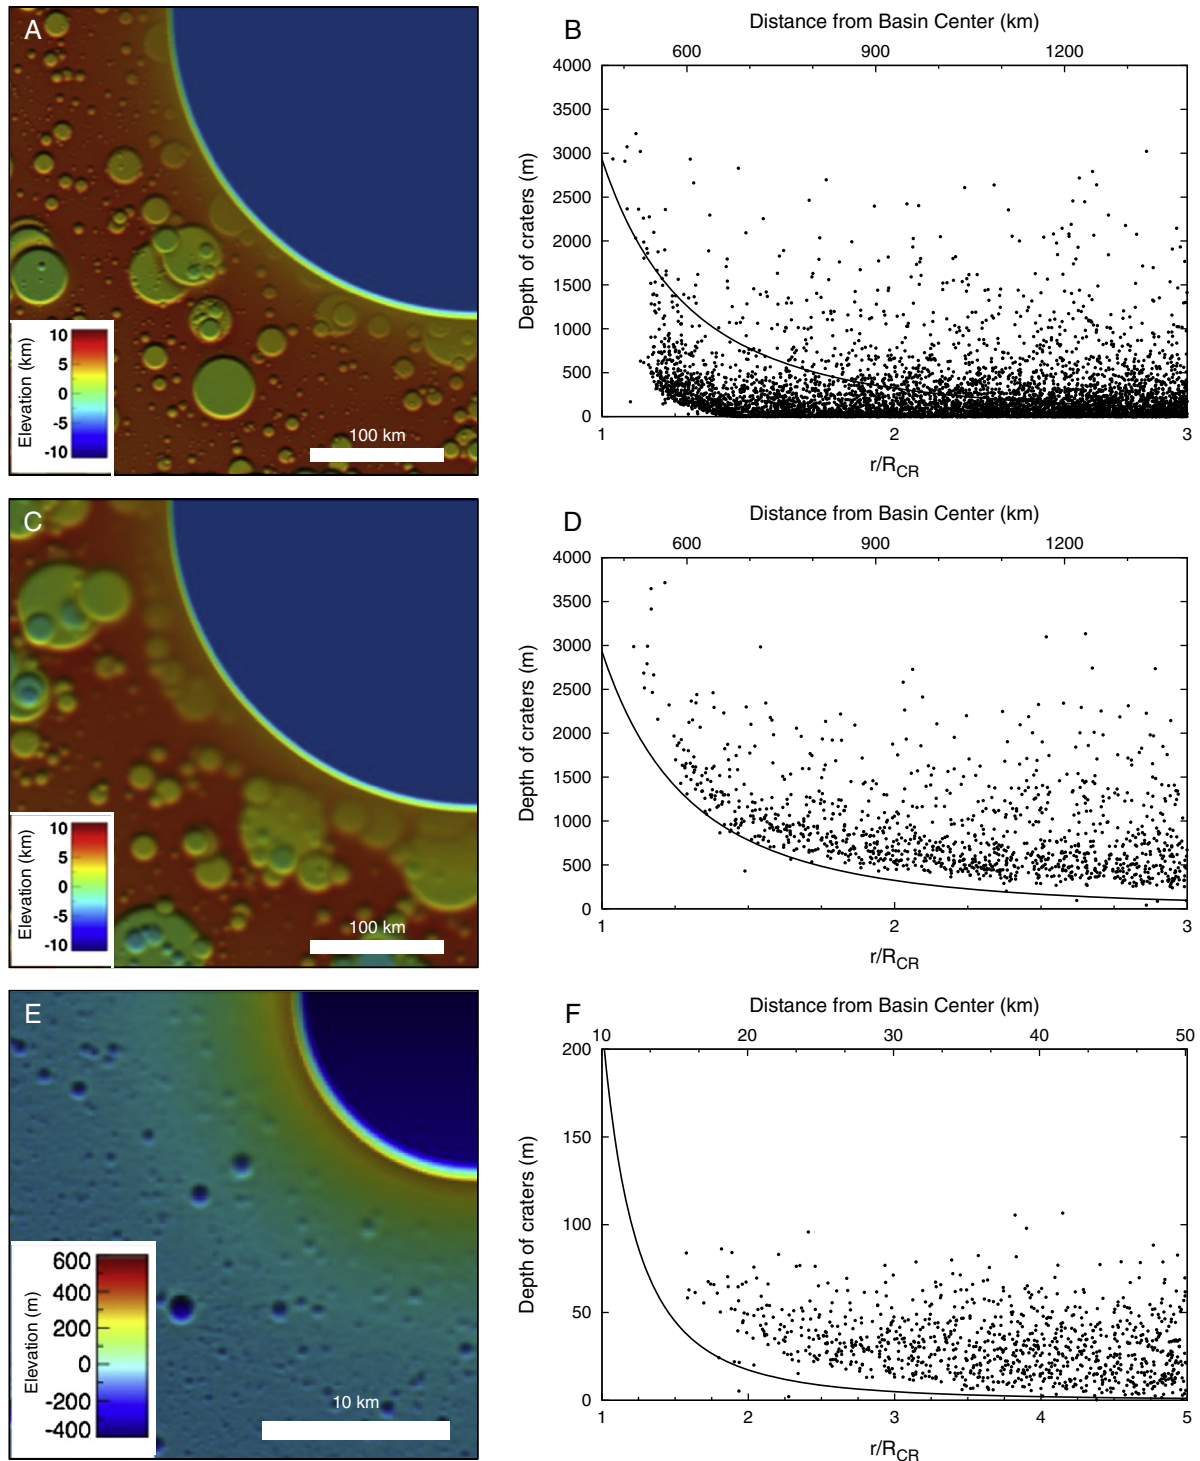 A
Elevation (km)
10
5
0
-5
-10
100 km
B
Distance from Basin Center (km)
600 900 1200
Depth of craters (m)
4000
3500
3000
2500
2000
1500
1000
500
0
1 2 3
r/RCR
C
Elevation (km)
10
5
0
-5
-10
100 km
D
Distance from Basin Center (km)
600 900 1200
Depth of craters (m)
4000
3500
3000
2500
2000
1500
1000
500
0
1 2 3
r/RCR
E
Elevation (m)
600
400
200
0
-200
-400
10 km
F
Distance from Basin Center (km)
10 20 30 40 50
Depth of craters (m)
200
150
100
50
0
1 2 3 4 5
r/RCR